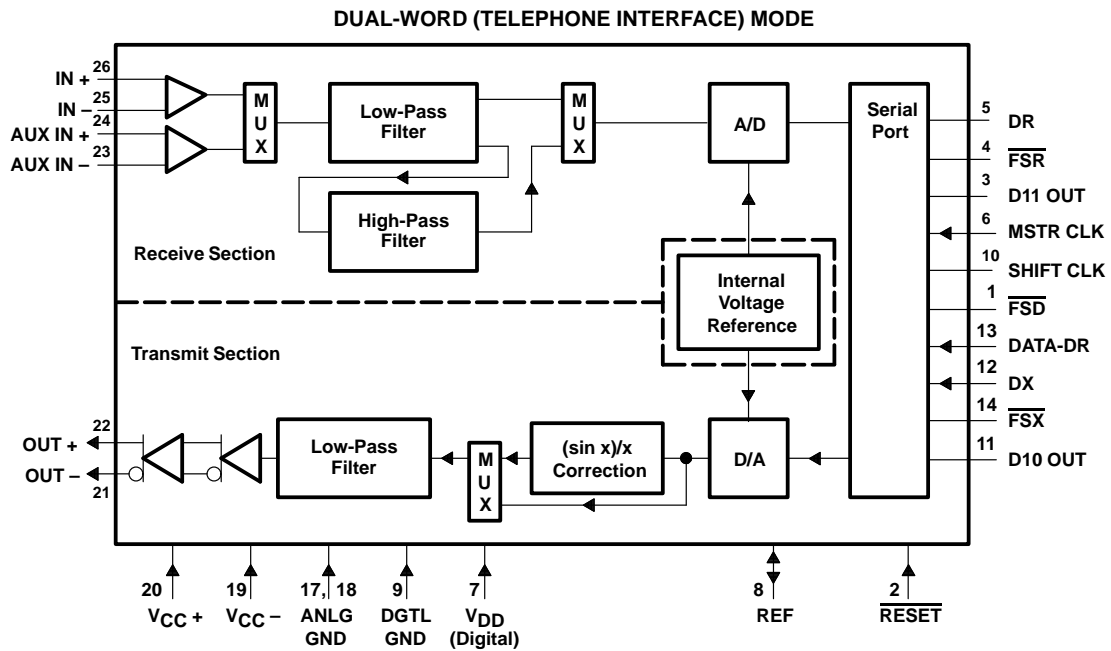 DUAL-WORD (TELEPHONE INTERFACE) MODE
26
IN +
25
IN –
24
AUX IN +
23
AUX IN –
M
U
X
Low-Pass
Filter
High-Pass
Filter
M
U
X
A/D
Serial
Port
5
DR
4
FSR
3
D11 OUT
6
MSTR CLK
10
SHIFT CLK
1
FSD
13
DATA-DR
12
DX
14
FSX
11
D10 OUT
Receive Section
Internal
Voltage
Reference
Transmit Section
22
OUT +
OUT –
21
Low-Pass
Filter
M
U
X
(sin x)/x
Correction
D/A
20
VCC +
19
VCC –
17, 18
ANLG
GND
9
DGTL
GND
7
VDD
(Digital)
8
REF
2
RESET